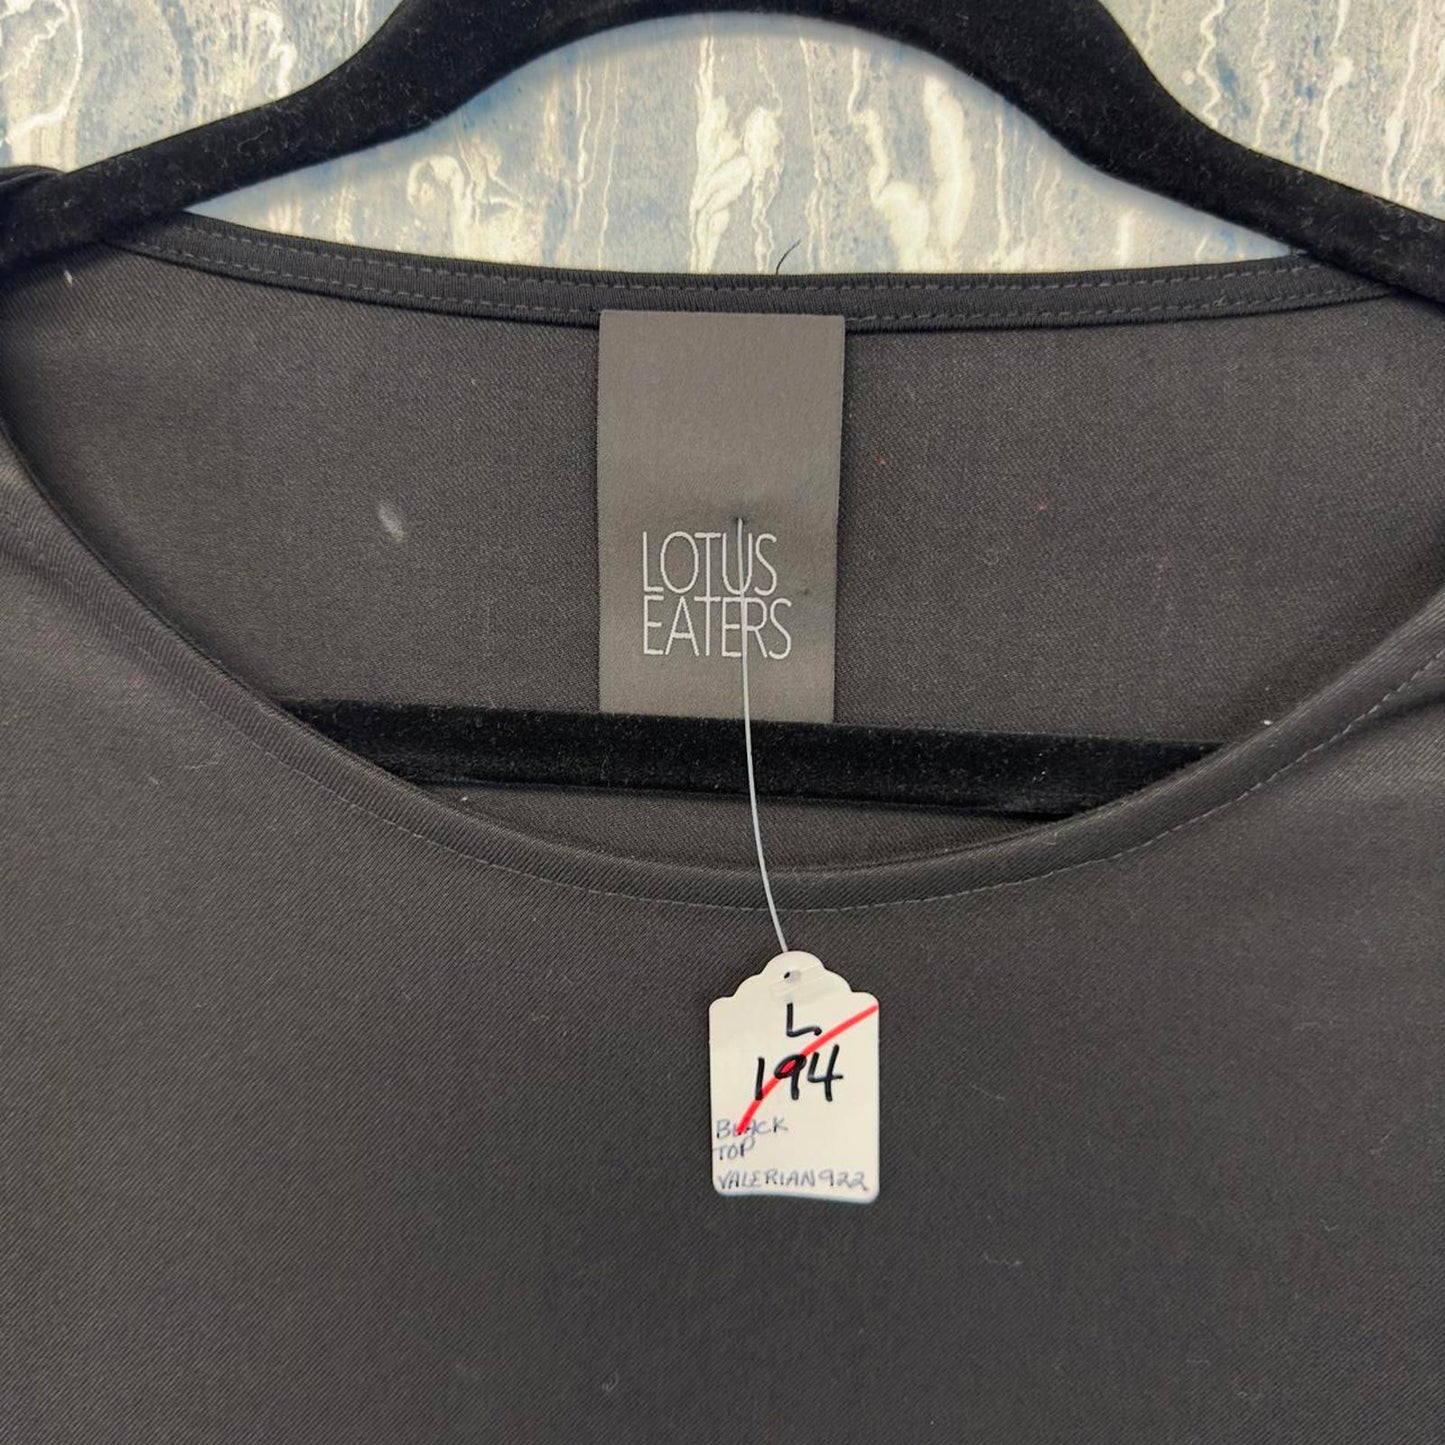 LOTUS
EATERS
L
194
BLACK
TOP
VALERIAN922